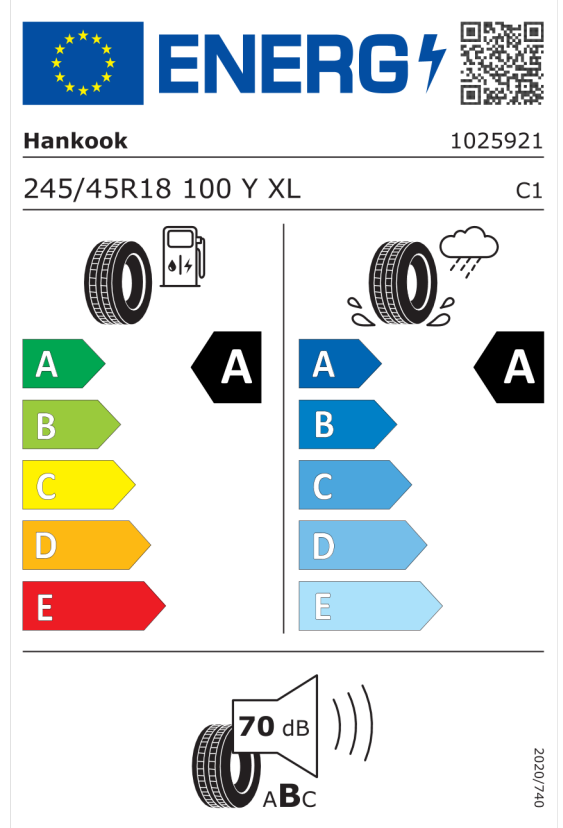 ENERG
Hankook 1025921
245/45R18 100 Y XL C1
A A A A
B B
C C
D D
E E
70 dB
ABC
2020/740